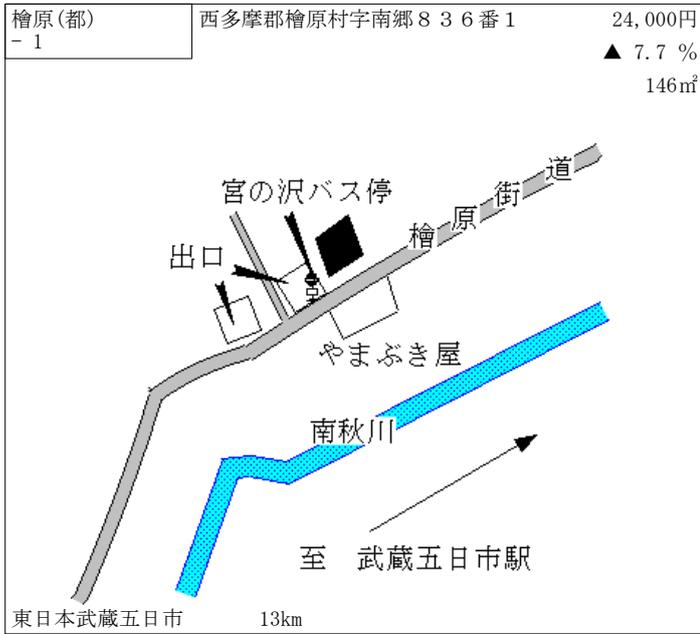 檜原(都)
- 1
西多摩郡檜原村字南郷８３６番１
24,000円
▲ 7.7 %
146㎡
宮の沢バス停
檜原街道
出口
やまぶき屋
南秋川
至　武蔵五日市駅
東日本武蔵五日市
13km